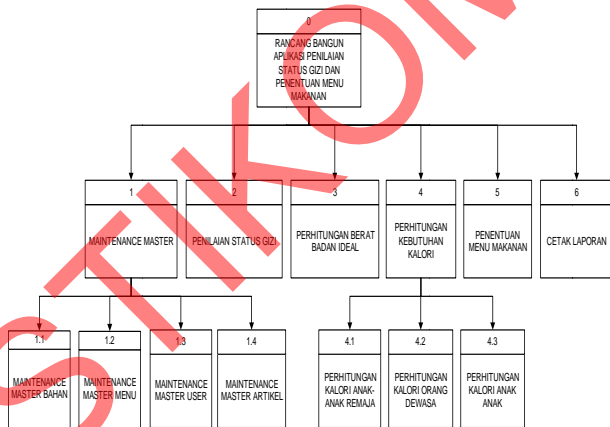 0
RANCANG BANGUN
APLIKASI PENILAIAN
STATUS GIZI DAN
PENENTUAN MENU
MAKANAN
1
2
3
4
5
6
MAINTENANCE MASTER
PENILAIAN STATUS GIZI
PERHITUNGAN BERAT
BADAN IDEAL
PERHITUNGAN
KEBUTUHAN
KALORI
PENENTUAN
MENU MAKANAN
CETAK LAPORAN
1.1
1.2
1.3
1.4
4.1
4.2
4.3
MAINTENANCE
MASTER BAHAN
MAINTENANCE
MASTER MENU
MAINTENANCE
MASTER USER
MAINTENANCE
MASTER ARTIKEL
PERHITUNGAN
KALORI ANAK-
ANAK REMAJA
PERHITUNGAN
KALORI ORANG
DEWASA
PERHITUNGAN
KALORI ANAK
ANAK
STIKOM